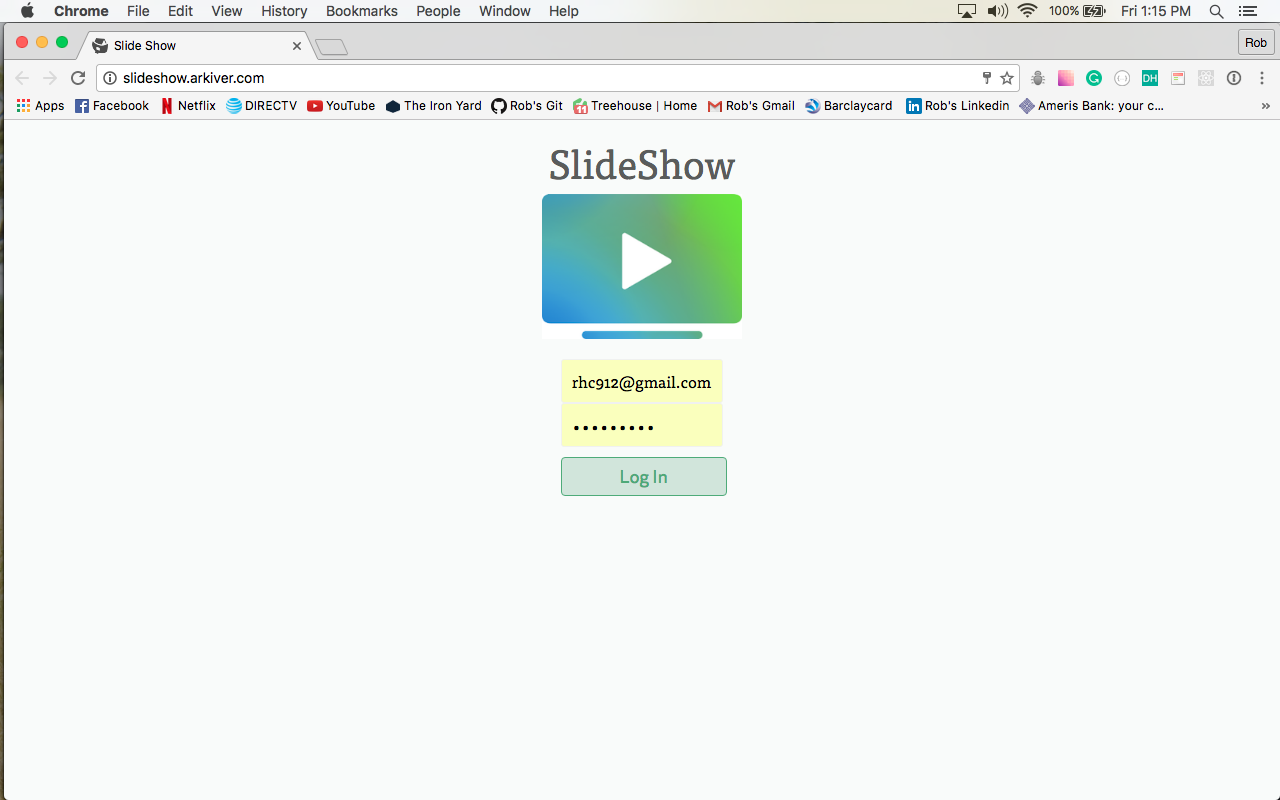 Chrome File Edit View History Bookmarks People Window Help 100% Fri 1:15 PM
Slide Show Rob
slideshow.arkiver.com
Apps Facebook Netflix DIRECTV YouTube The Iron Yard Rob's Git Treehouse | Home Rob's Gmail Barclaycard Rob's Linkedin Ameris Bank: your c... »
SlideShow
rhc912@gmail.com
•••••••••
Log In